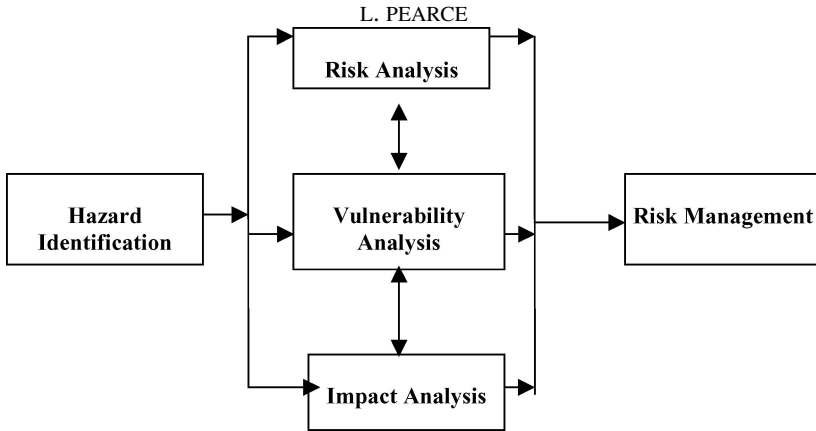 L. PEARCE
Risk Analysis
Hazard
Identification
Vulnerability
Analysis
Risk Management
Impact Analysis